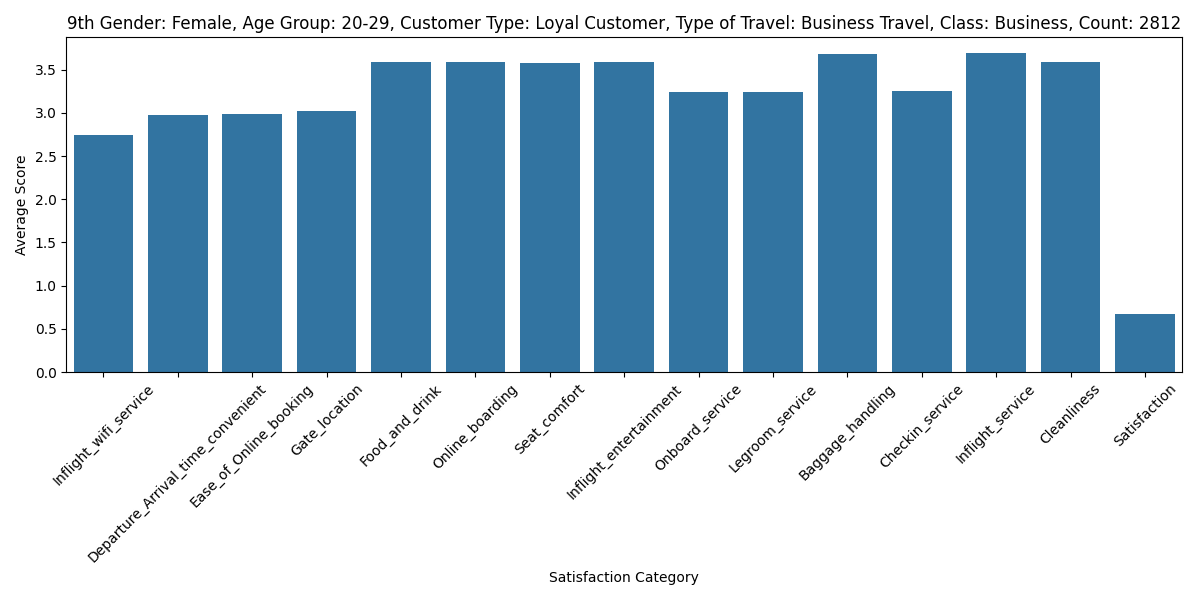 9th Gender: Female, Age Group: 20-29, Customer Type: Loyal Customer, Type of Travel: Business Travel, Class: Business, Count: 2812
Average Score
3.5
3.0
2.5
2.0
1.5
1.0
0.5
0.0
Inflight_wifi_service
Departure_Arrival_time_convenient
Ease_of_Online_booking
Gate_location
Food_and_drink
Online_boarding
Seat_comfort
Inflight_entertainment
Onboard_service
Legroom_service
Baggage_handling
Checkin_service
Inflight_service
Cleanliness
Satisfaction
Satisfaction Category